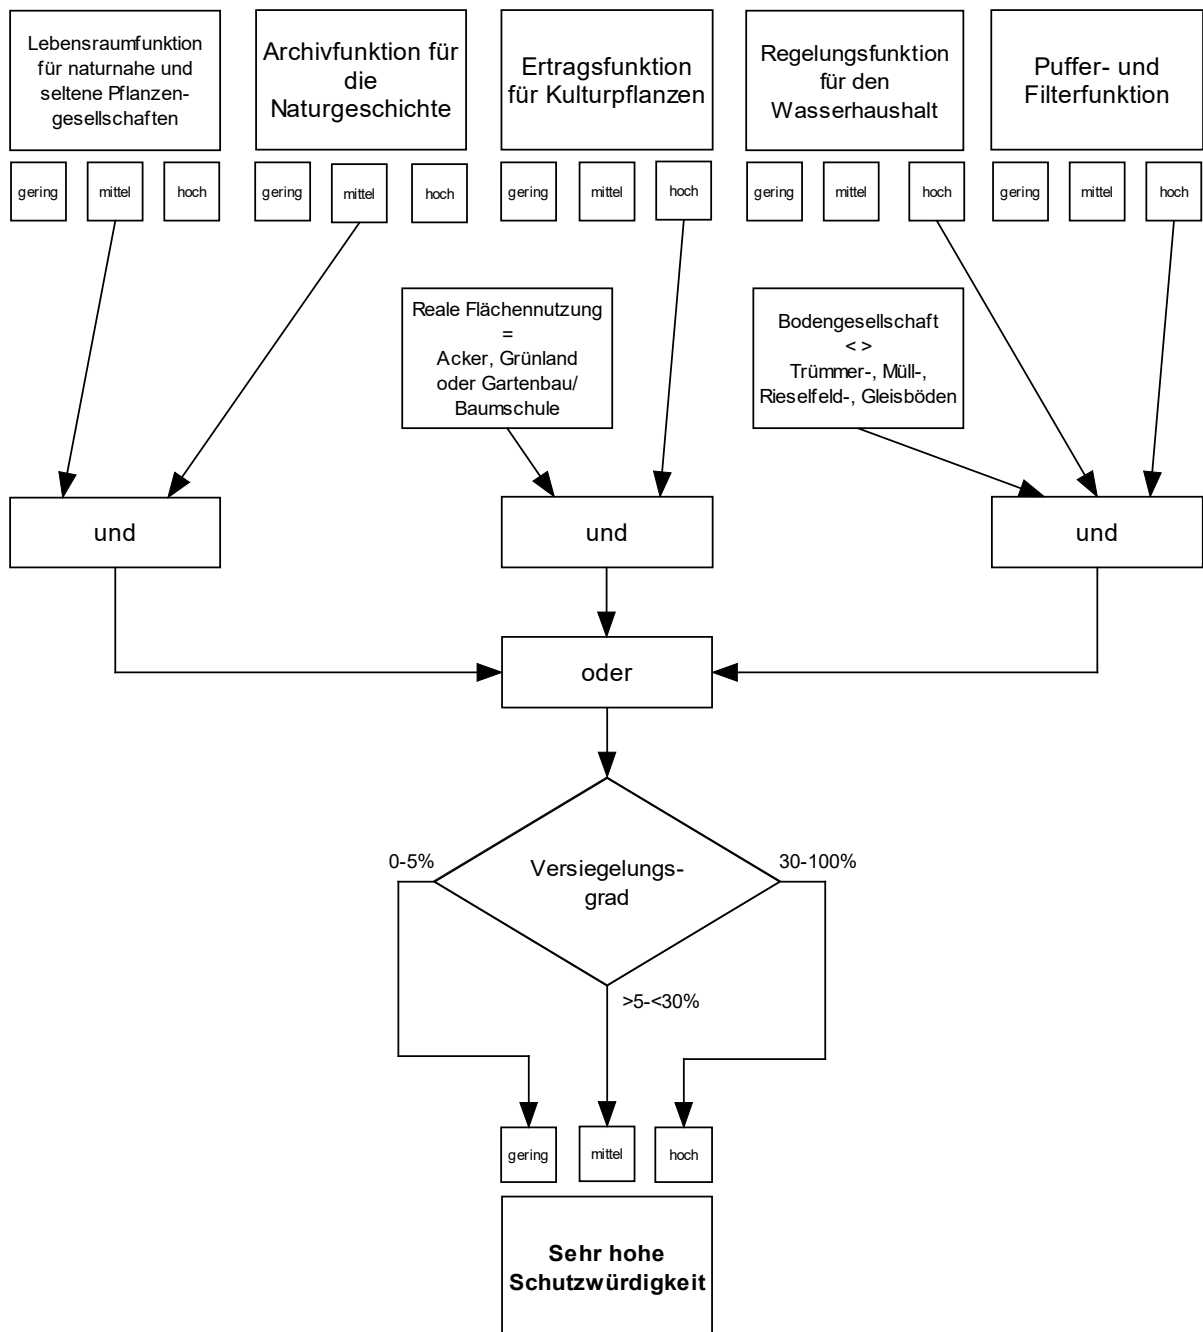 Lebensraumfunktion
für naturnahe und
seltene Pflanzen-
gesellschaften
Archivfunktion für
die
Naturgeschichte
Ertragsfunktion
für Kulturpflanzen
Regelungsfunktion
für den
Wasserhaushalt
Puffer- und
Filterfunktion
gering
mittel
hoch
gering
mittel
hoch
gering
mittel
hoch
gering
mittel
hoch
gering
mittel
hoch
Reale Flächennutzung
=
Acker, Grünland
oder Gartenbau/
Baumschule
Bodengesellschaft
< >
Trümmer-, Müll-,
Rieselfeld-, Gleisböden
und
und
und
oder
Versiegelungs-
grad
0-5%
30-100%
>5-<30%
gering
mittel
hoch
Sehr hohe
Schutzwürdigkeit